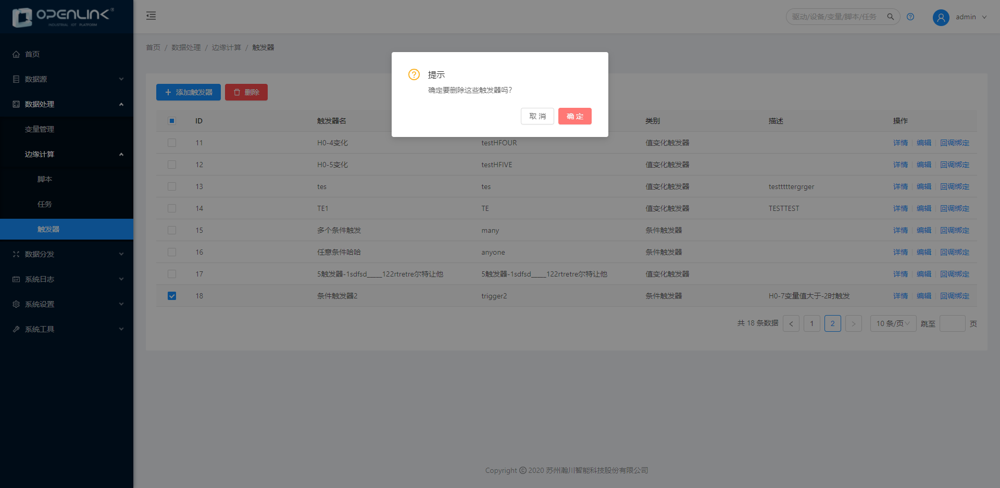 OPENLINK®
INDUSTRIAL IOT PLATFORM
驱动/设备/变量/脚本/任务
admin
首页
数据源
数据处理
变量管理
边缘计算
脚本
任务
触发器
数据分发
系统日志
系统设置
系统工具
首页 / 数据处理 / 边缘计算 / 触发器
提示
确定要删除这些触发器吗？
取 消 确 定
添加触发器 删除
ID 触发器名 类别 描述 操作
11 H0-4变化 testHFOUR 值变化触发器 详情 编辑 回调绑定
12 H0-5变化 testHFIVE 值变化触发器 详情 编辑 回调绑定
13 tes tes 值变化触发器 testttttergrger 详情 编辑 回调绑定
14 TE1 TE 值变化触发器 TESTTEST 详情 编辑 回调绑定
15 多个条件触发 many 条件触发器 详情 编辑 回调绑定
16 任意条件哈哈 anyone 条件触发器 详情 编辑 回调绑定
17 5触发器-1sdfsd_____122rtretre尔特让他 5触发器-1sdfsd_____122rtretre尔特让他 值变化触发器 详情 编辑 回调绑定
18 条件触发器2 trigger2 条件触发器 H0-7变量值大于-2时触发 详情 编辑 回调绑定
共 18 条数据 < 1 2 > 10 条/页 跳至 页
Copyright © 2020 苏州瀚川智能科技股份有限公司